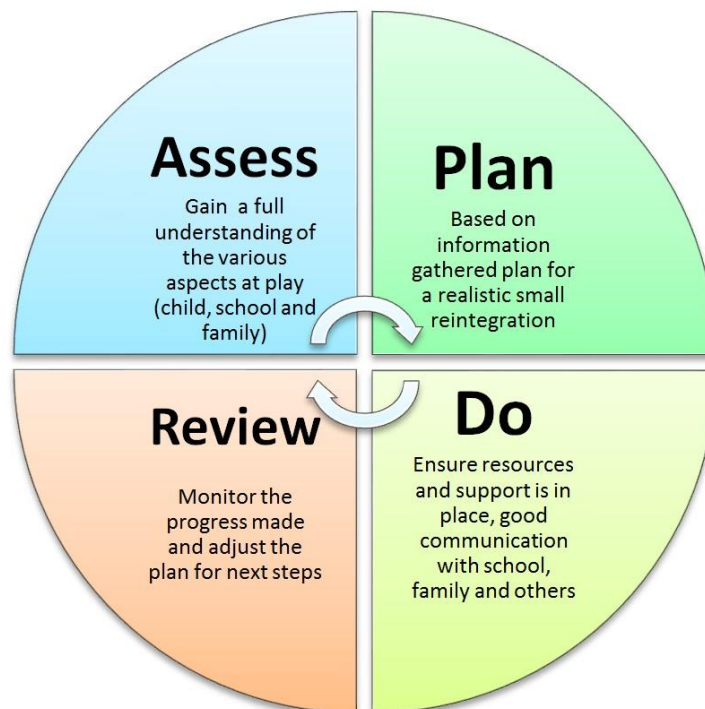 Assess
Gain a full
understanding of
the various
aspects at play
(child, school and
family)
Plan
Based on
information
gathered plan for
a realistic small
reintegration
Review
Monitor the
progress made
and adjust the
plan for next steps
Do
Ensure resources
and support is in
place, good
communication
with school,
family and others